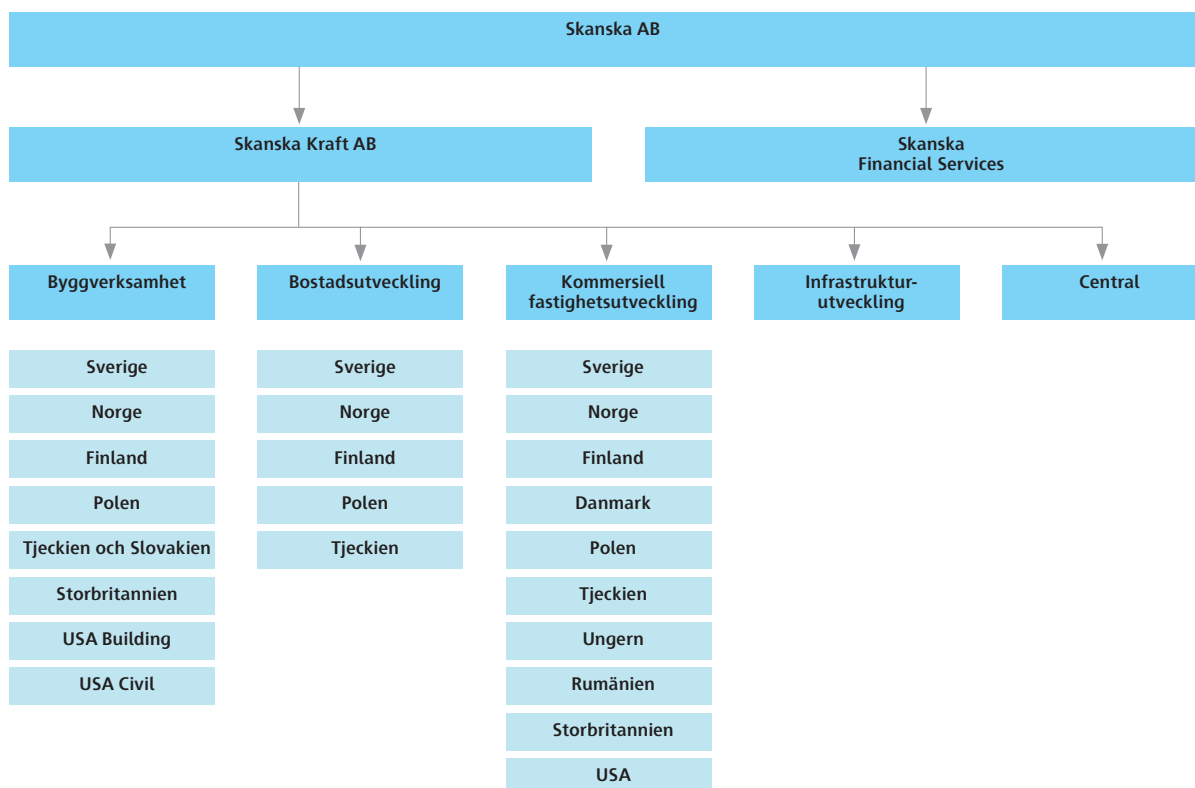 Skanska AB
Skanska Kraft AB
Skanska
Financial Services
Byggverksamhet
Bostadsutveckling
Kommersiell
fastighetsutveckling
Infrastruktur-
utveckling
Central
Sverige
Norge
Finland
Polen
Tjeckien och Slovakien
Storbritannien
USA Building
USA Civil
Sverige
Norge
Finland
Polen
Tjeckien
Sverige
Norge
Finland
Danmark
Polen
Tjeckien
Ungern
Rumänien
Storbritannien
USA